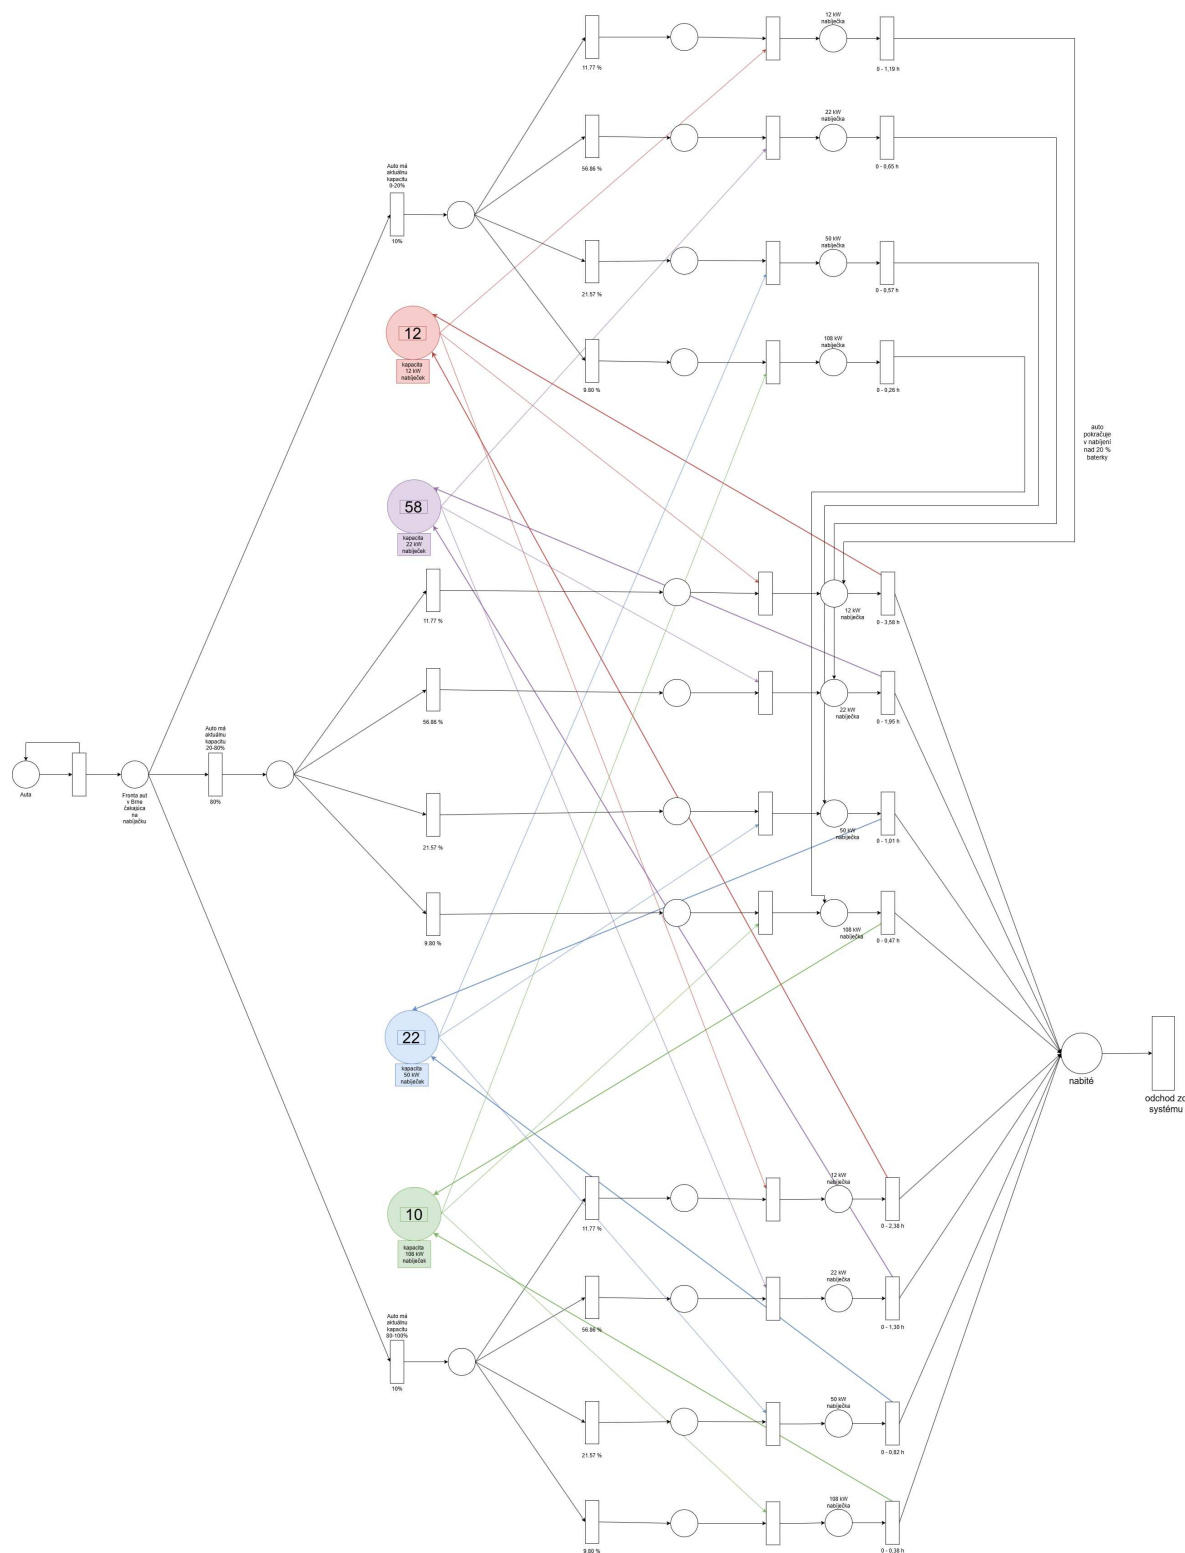 12 kW
nabíječka
11.77 %
0 - 1,19 h
22 kW
nabíječka
56.86 %
0 - 0,65 h
Auto má
aktuálnu
kapacitu
0-20%
10%
50 kW
nabíječka
21.57 %
0 - 0,57 h
12
kapacita
12 kW
nabíječek
108 kW
nabíječka
9.80 %
0 - 0,26 h
auto
pokračuje
v nabíjení
nad 20 %
baterky
58
kapacita
22 kW
nabíječek
11.77 %
12 kW
nabíječka
0 - 3,58 h
56.86 %
22 kW
nabíječka
0 - 1,95 h
Auta
Fronta aut
v Brne
čakajúca
na
nabíjačku
Auto má
aktuálnu
kapacitu
20-80%
80%
21.57 %
50 kW
nabíječka
0 - 1,01 h
9.80 %
108 kW
nabíječka
0 - 0,47 h
22
kapacita
50 kW
nabíječek
nabité
odchod zo
systému
10
kapacita
108 kW
nabíječek
11.77 %
12 kW
nabíječka
0 - 2,38 h
56.86 %
22 kW
nabíječka
0 - 1,30 h
Auto má
aktuálnu
kapacitu
80-100%
10%
21.57 %
50 kW
nabíječka
0 - 0,82 h
9.80 %
108 kW
nabíječka
0 - 0,38 h